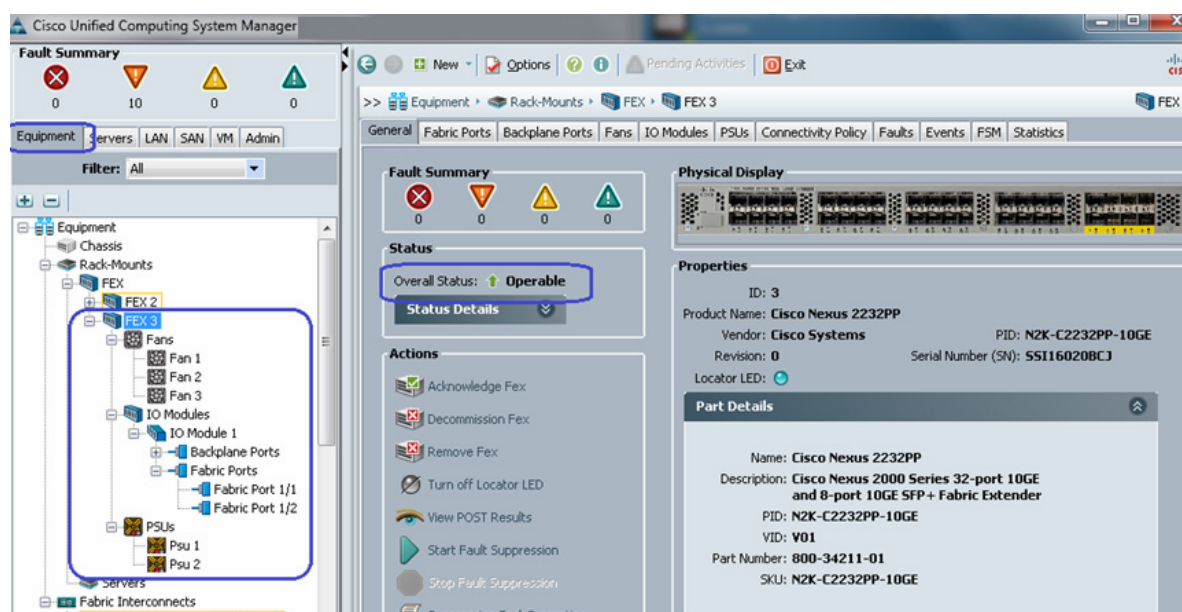 Cisco Unified Computing System Manager
Fault Summary
0 10 0 0
Equipment Servers LAN SAN VM Admin
Filter: All
Equipment
Chassis
Rack-Mounts
FEX
FEX 2
FEX 3
Fans
Fan 1
Fan 2
Fan 3
IO Modules
IO Module 1
Backplane Ports
Fabric Ports
Fabric Port 1/1
Fabric Port 1/2
PSUs
Psu 1
Psu 2
Servers
Fabric Interconnects
New Options Pending Activities Exit
>> Equipment Rack-Mounts FEX FEX 3 FEX
General Fabric Ports Backplane Ports Fans IO Modules PSUs Connectivity Policy Faults Events FSM Statistics
Fault Summary
0 0 0 0
Status
Overall Status: Operable
Status Details
Actions
Acknowledge Fex
Decommission Fex
Remove Fex
Turn off Locator LED
View POST Results
Start Fault Suppression
Stop Fault Suppression
Physical Display
Properties
ID: 3
Product Name: Cisco Nexus 2232PP
Vendor: Cisco Systems PID: N2K-C2232PP-10GE
Revision: 0 Serial Number (SN): SSI16020BCJ
Locator LED:
Part Details
Name: Cisco Nexus 2232PP
Description: Cisco Nexus 2000 Series 32-port 10GE
and 8-port 10GE SFP+ Fabric Extender
PID: N2K-C2232PP-10GE
VID: V01
Part Number: 800-34211-01
SKU: N2K-C2232PP-10GE